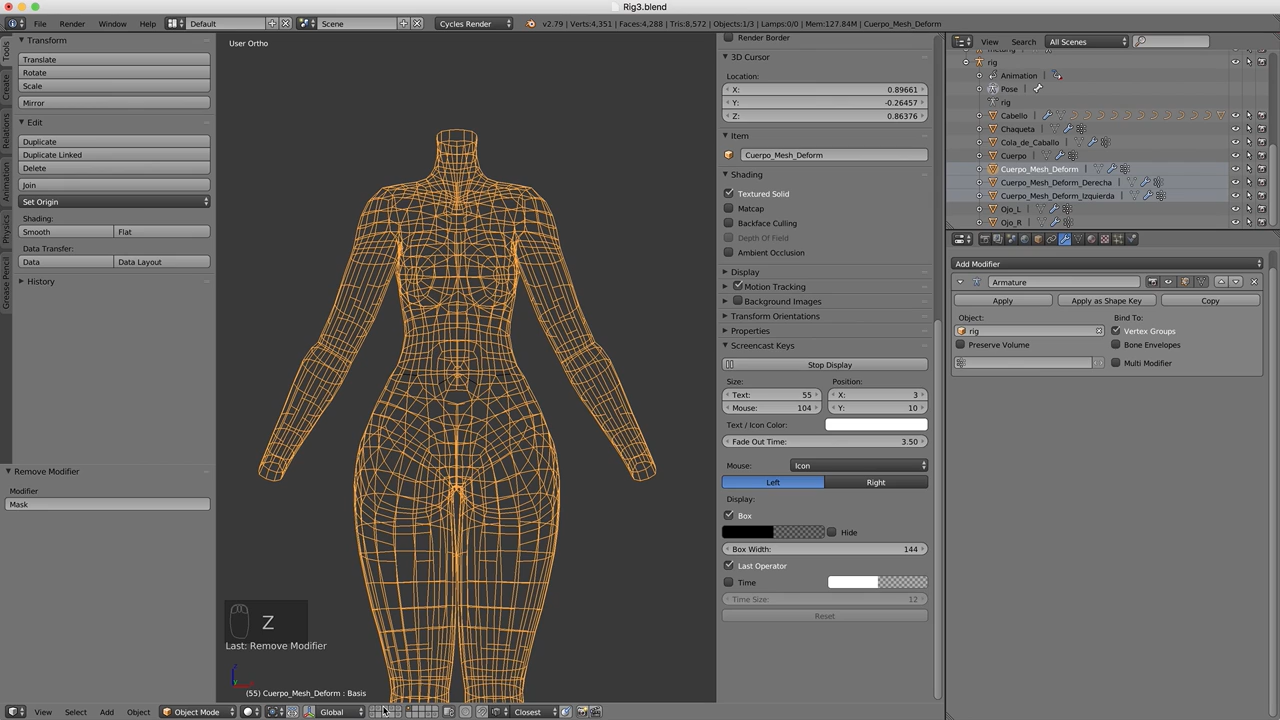 Rig3.blend
File
Render
Window
Help
Default
Scene
Cycles Render
v2.79 | Verts:4,351 | Faces:4,288 | Tris:8,572 | Objects:1/3 | Lamps:0/0 | Mem:127.84M | Cuerpo_Mesh_Deform
Tools
Create
Relations
Animation
Physics
Grease Pencil
Transform
Translate
Rotate
Scale
Mirror
Edit
Duplicate
Duplicate Linked
Delete
Join
Set Origin
Shading:
Smooth
Flat
Data Transfer:
Data
Data Layout
History
Remove Modifier
Modifier
Mask
User Ortho
Z
Last: Remove Modifier
(55) Cuerpo_Mesh_Deform : Basis
View
Select
Add
Object
Object Mode
Global
Closest
Render Border
3D Cursor
Location:
X: 0.89661
Y: -0.26457
Z: 0.86376
Item
Cuerpo_Mesh_Deform
Shading
Textured Solid
Matcap
Backface Culling
Depth Of Field
Ambient Occlusion
Display
Motion Tracking
Background Images
Transform Orientations
Properties
Screencast Keys
Stop Display
Size:
Position:
Text: 55
X: 3
Mouse: 104
Y: 10
Text / Icon Color:
Fade Out Time: 3.50
Mouse:
Icon
Left
Right
Display:
Box
Hide
Box Width: 144
Last Operator
Time
Time Size: 12
Reset
View
Search
All Scenes
rig
Animation
Pose
rig
Cabello
Chaqueta
Cola_de_Caballo
Cuerpo
Cuerpo_Mesh_Deform
Cuerpo_Mesh_Deform_Derecha
Cuerpo_Mesh_Deform_Izquierda
Ojo_L
Ojo_R
Add Modifier
Armature
Apply
Apply as Shape Key
Copy
Object:
Bind To:
rig
Vertex Groups
Preserve Volume
Bone Envelopes
Multi Modifier